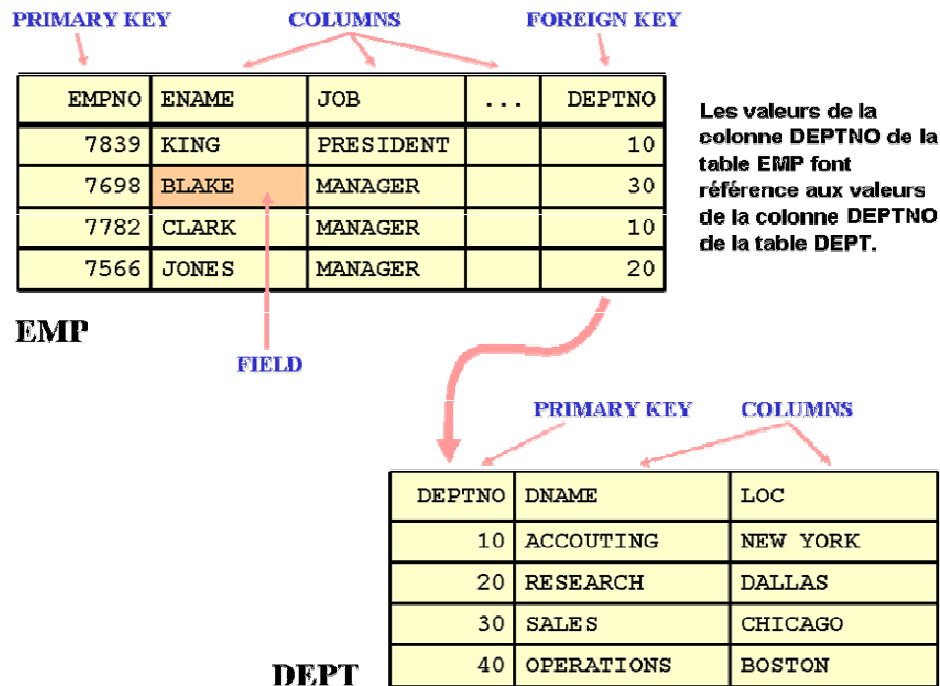 PRIMARY KEY COLUMNS FOREIGN KEY
EMPNO ENAME JOB ... DEPTNO
7839 KING PRESIDENT 10
7698 BLAKE MANAGER 30
7782 CLARK MANAGER 10
7566 JONES MANAGER 20
Les valeurs de la
colonne DEPTNO de la
table EMP font
référence aux valeurs
de la colonne DEPTNO
de la table DEPT.
EMP
FIELD
PRIMARY KEY COLUMNS
DEPTNO DNAME LOC
10 ACCOUTING NEW YORK
20 RESEARCH DALLAS
30 SALES CHICAGO
40 OPERATIONS BOSTON
DEPT